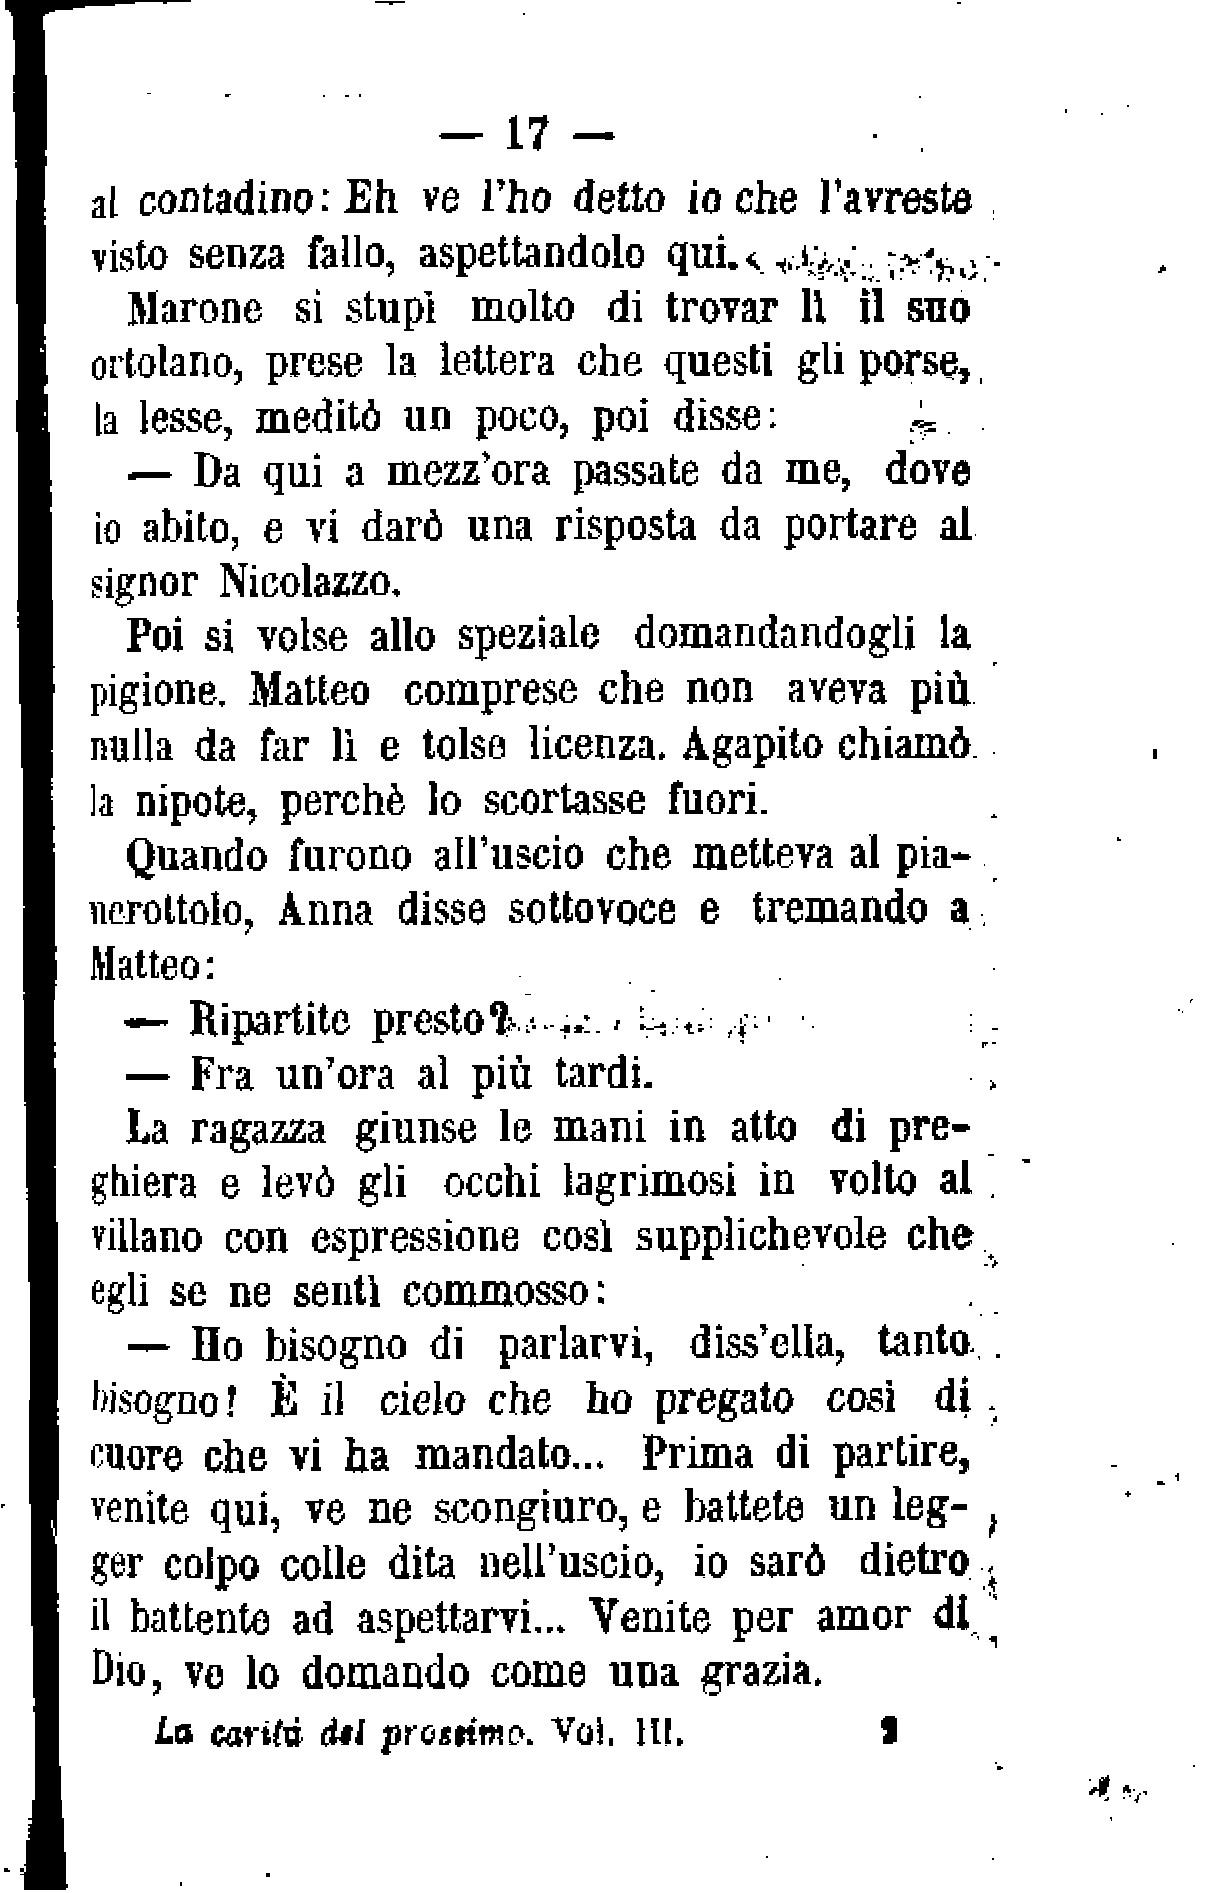 — 17 —
al contadino: Eh ve l'ho detto io che l'avreste
visto senza fallo, aspettandolo qui.
Marone si stupì molto di trovar lì il suo
ortolano, prese la lettera che questi gli porse,
la lesse, meditò un poco, poi disse:
— Da qui a mezz'ora passate da me, dove
io abito, e vi darò una risposta da portare al
signor Nicolazzo.
Poi si volse allo speziale domandandogli la
pigione. Matteo comprese che non aveva più
nulla da far lì e tolse licenza. Agapito chiamò
la nipote, perchè lo scortasse fuori.
Quando furono all'uscio che metteva al pia-
nerottolo, Anna disse sottovoce e tremando a
Matteo:
— Ripartite presto?
— Fra un'ora al più tardi.
La ragazza giunse le mani in atto di pre-
ghiera e levò gli occhi lagrimosi in volto al
villano con espressione così supplichevole che
egli se ne sentì commosso:
— Ho bisogno di parlarvi, diss'ella, tanto
bisogno! È il cielo che ho pregato così di
cuore che vi ha mandato... Prima di partire,
venite qui, ve ne scongiuro, e battete un leg-
ger colpo colle dita nell'uscio, io sarò dietro
il battente ad aspettarvi... Venite per amor di
Dio, ve lo domando come una grazia.
La carità del prossimo. Vol. III. 2